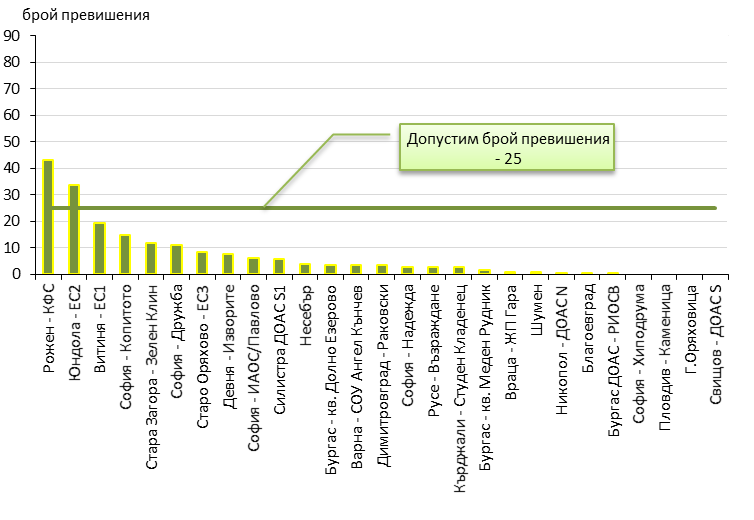 брой превишения
90
80
70
60
50
40
30
20
10
0
Допустим брой превишения
- 25
Рожен - КФС
Юндола - ЕС2
Витиня - ЕС1
София - Копитото
Стара Загора - Зелен Клин
София - Дружба
Старо Оряхово - ЕС3
Девня - Изворите
София - ИАОС/Павлово
Силистра ДОАС S1
Несебър
Бургас - кв. Долно Езерово
Варна - СОУ Ангел Кънчев
Димитровград - Раковски
София - Надежда
Русе - Възраждане
Кърджали - Студен Кладенец
Бургас - кв. Меден Рудник
Враца - ЖП Гара
Шумен
Никопол - ДОАС N
Благоевград
Бургас ДОАС - РИОСВ
София - Хиподрума
Пловдив - Каменица
Г.Оряховица
Свищов - ДОАС S